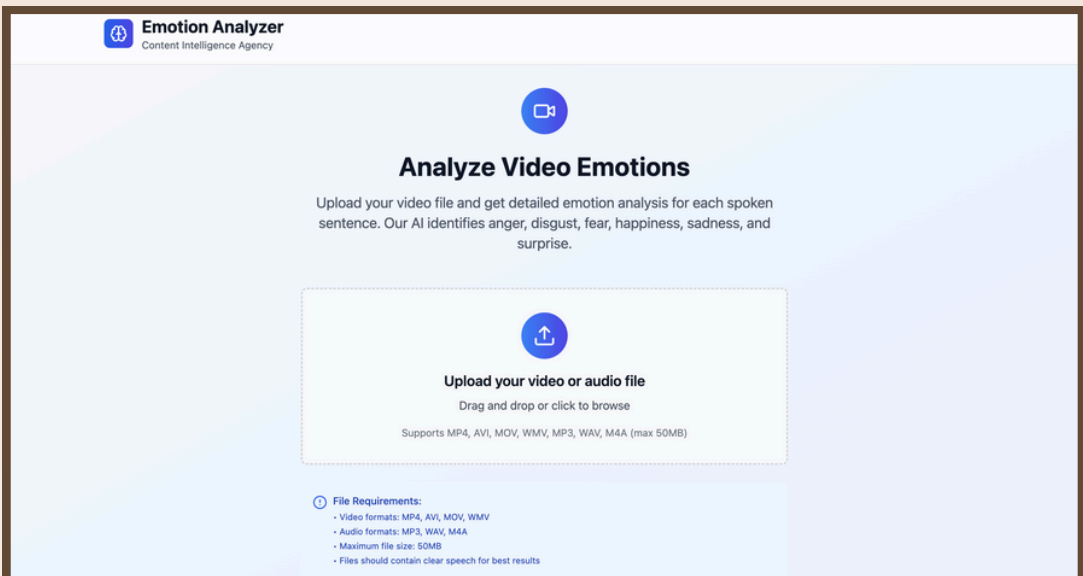 Emotion Analyzer
Content Intelligence Agency
Analyze Video Emotions
Upload your video file and get detailed emotion analysis for each spoken
sentence. Our AI identifies anger, disgust, fear, happiness, sadness, and
surprise.
Upload your video or audio file
Drag and drop or click to browse
Supports MP4, AVI, MOV, WMV, MP3, WAV, M4A (max 50MB)
File Requirements:
• Video formats: MP4, AVI, MOV, WMV
• Audio formats: MP3, WAV, M4A
• Maximum file size: 50MB
• Files should contain clear speech for best results